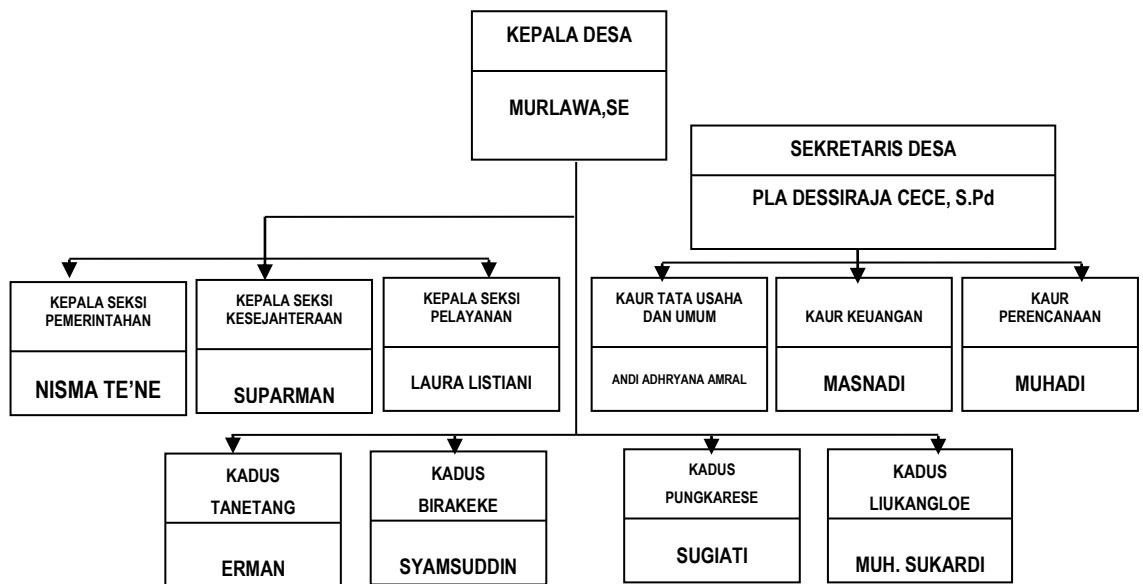 KEPALA DESA
MURLAWA,SE
SEKRETARIS DESA
PLA DESSIRAJA CECE, S.Pd
KEPALA SEKSI
PEMERINTAHAN
NISMA TE’NE
KEPALA SEKSI
KESEJAHTERAAN
SUPARMAN
KEPALA SEKSI
PELAYANAN
LAURA LISTIANI
KAUR TATA USAHA
DAN UMUM
ANDI ADHRYANA AMRAL
KAUR KEUANGAN
MASNADI
KAUR
PERENCANAAN
MUHADI
KADUS
TANETANG
ERMAN
KADUS
BIRAKEKE
SYAMSUDDIN
KADUS
PUNGKARESE
SUGIATI
KADUS
LIUKANGLOE
MUH. SUKARDI